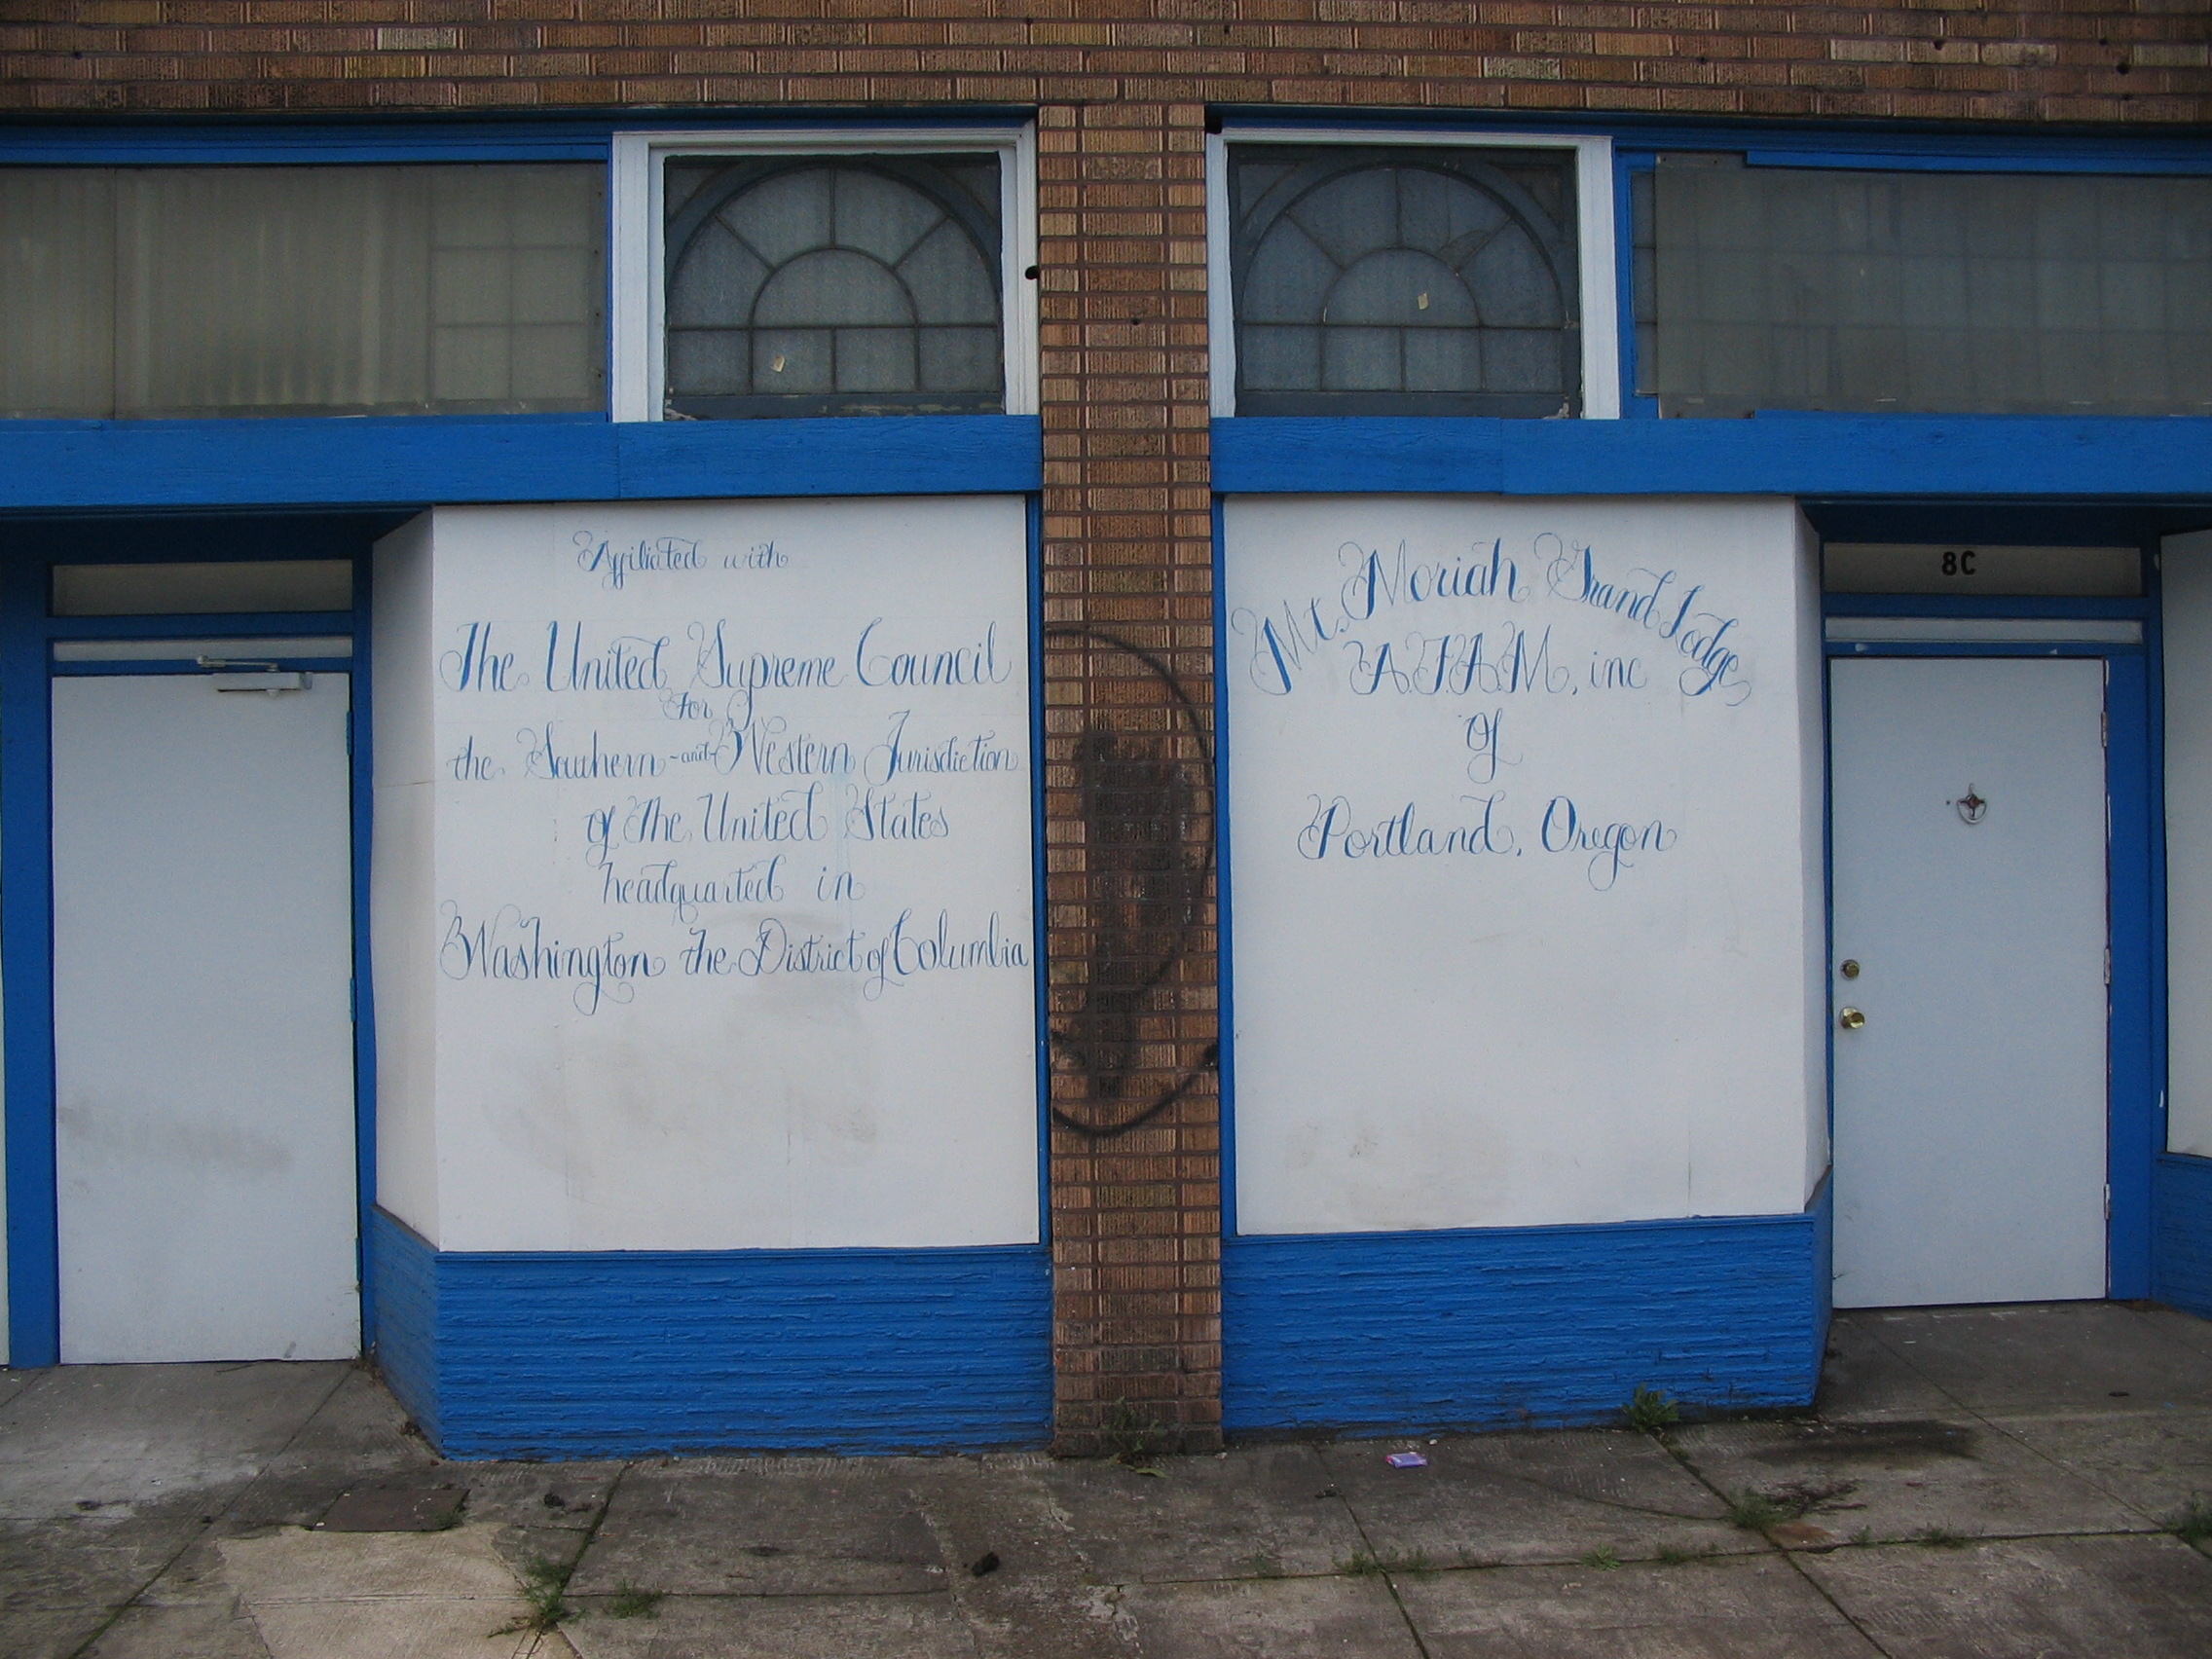 Affiliated with
The United Supreme Council
For
the Southern -and- Western Jurisdiction
of The United States
headquarted in
Washington the District of Columbia
Mt. Moriah Grand Lodge
A.F.A.M., inc
of
Portland, Oregon
8C